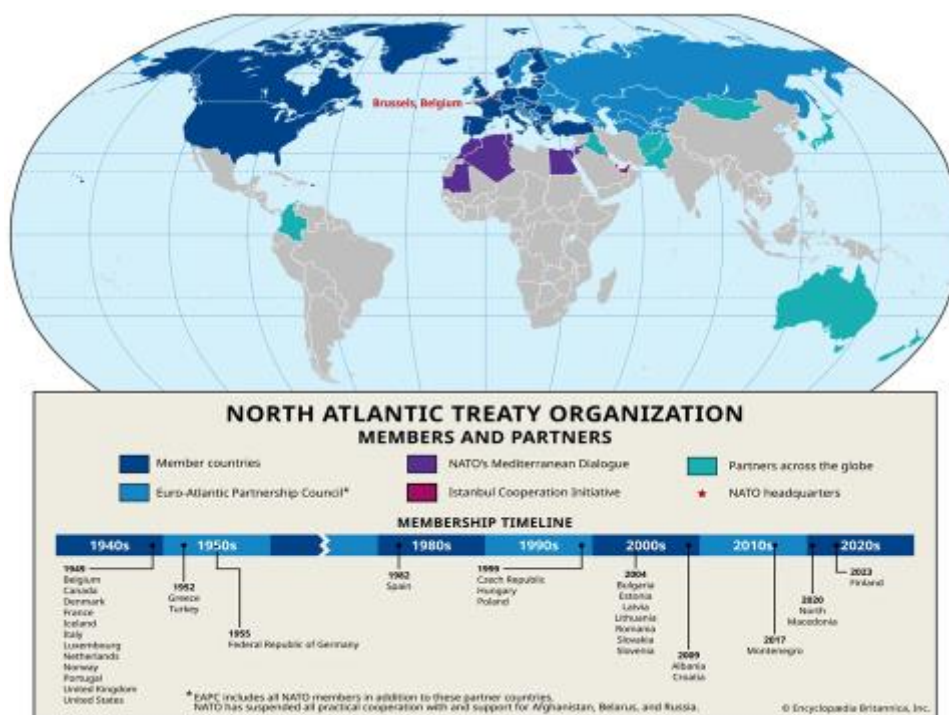 Brussels, Belgium
NORTH ATLANTIC TREATY ORGANIZATION
MEMBERS AND PARTNERS
Member countries
NATO's Mediterranean Dialogue
Partners across the globe
Euro-Atlantic Partnership Council*
Istanbul Cooperation Initiative
NATO headquarters
MEMBERSHIP TIMELINE
1940s
1950s
1980s
1990s
2000s
2010s
2020s
1949
Belgium
Canada
Denmark
France
Iceland
Italy
Luxembourg
Netherlands
Norway
Portugal
United Kingdom
United States
1952
Greece
Turkey
1955
Federal Republic of Germany
1982
Spain
1999
Czech Republic
Hungary
Poland
2004
Bulgaria
Estonia
Latvia
Lithuania
Romania
Slovakia
Slovenia
2009
Albania
Croatia
2017
Montenegro
2020
North
Macedonia
2023
Finland
* EAPC includes all NATO members in addition to these partner countries.
NATO has suspended all practical cooperation with and support for Afghanistan, Belarus, and Russia.
© Encyclopædia Britannica, Inc.